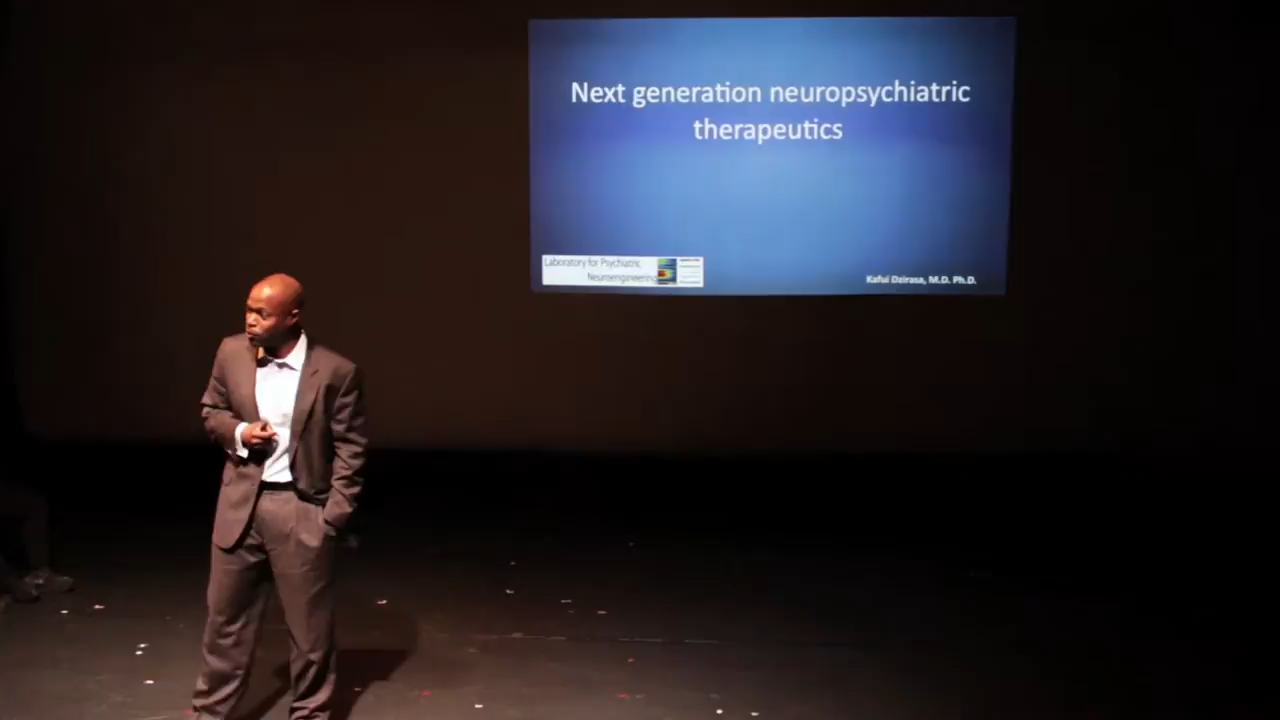 Next generation neuropsychiatric
therapeutics
Laboratory for Psychiatric
Neuroengineering
Kafui Dzirasa, M.D. Ph.D.